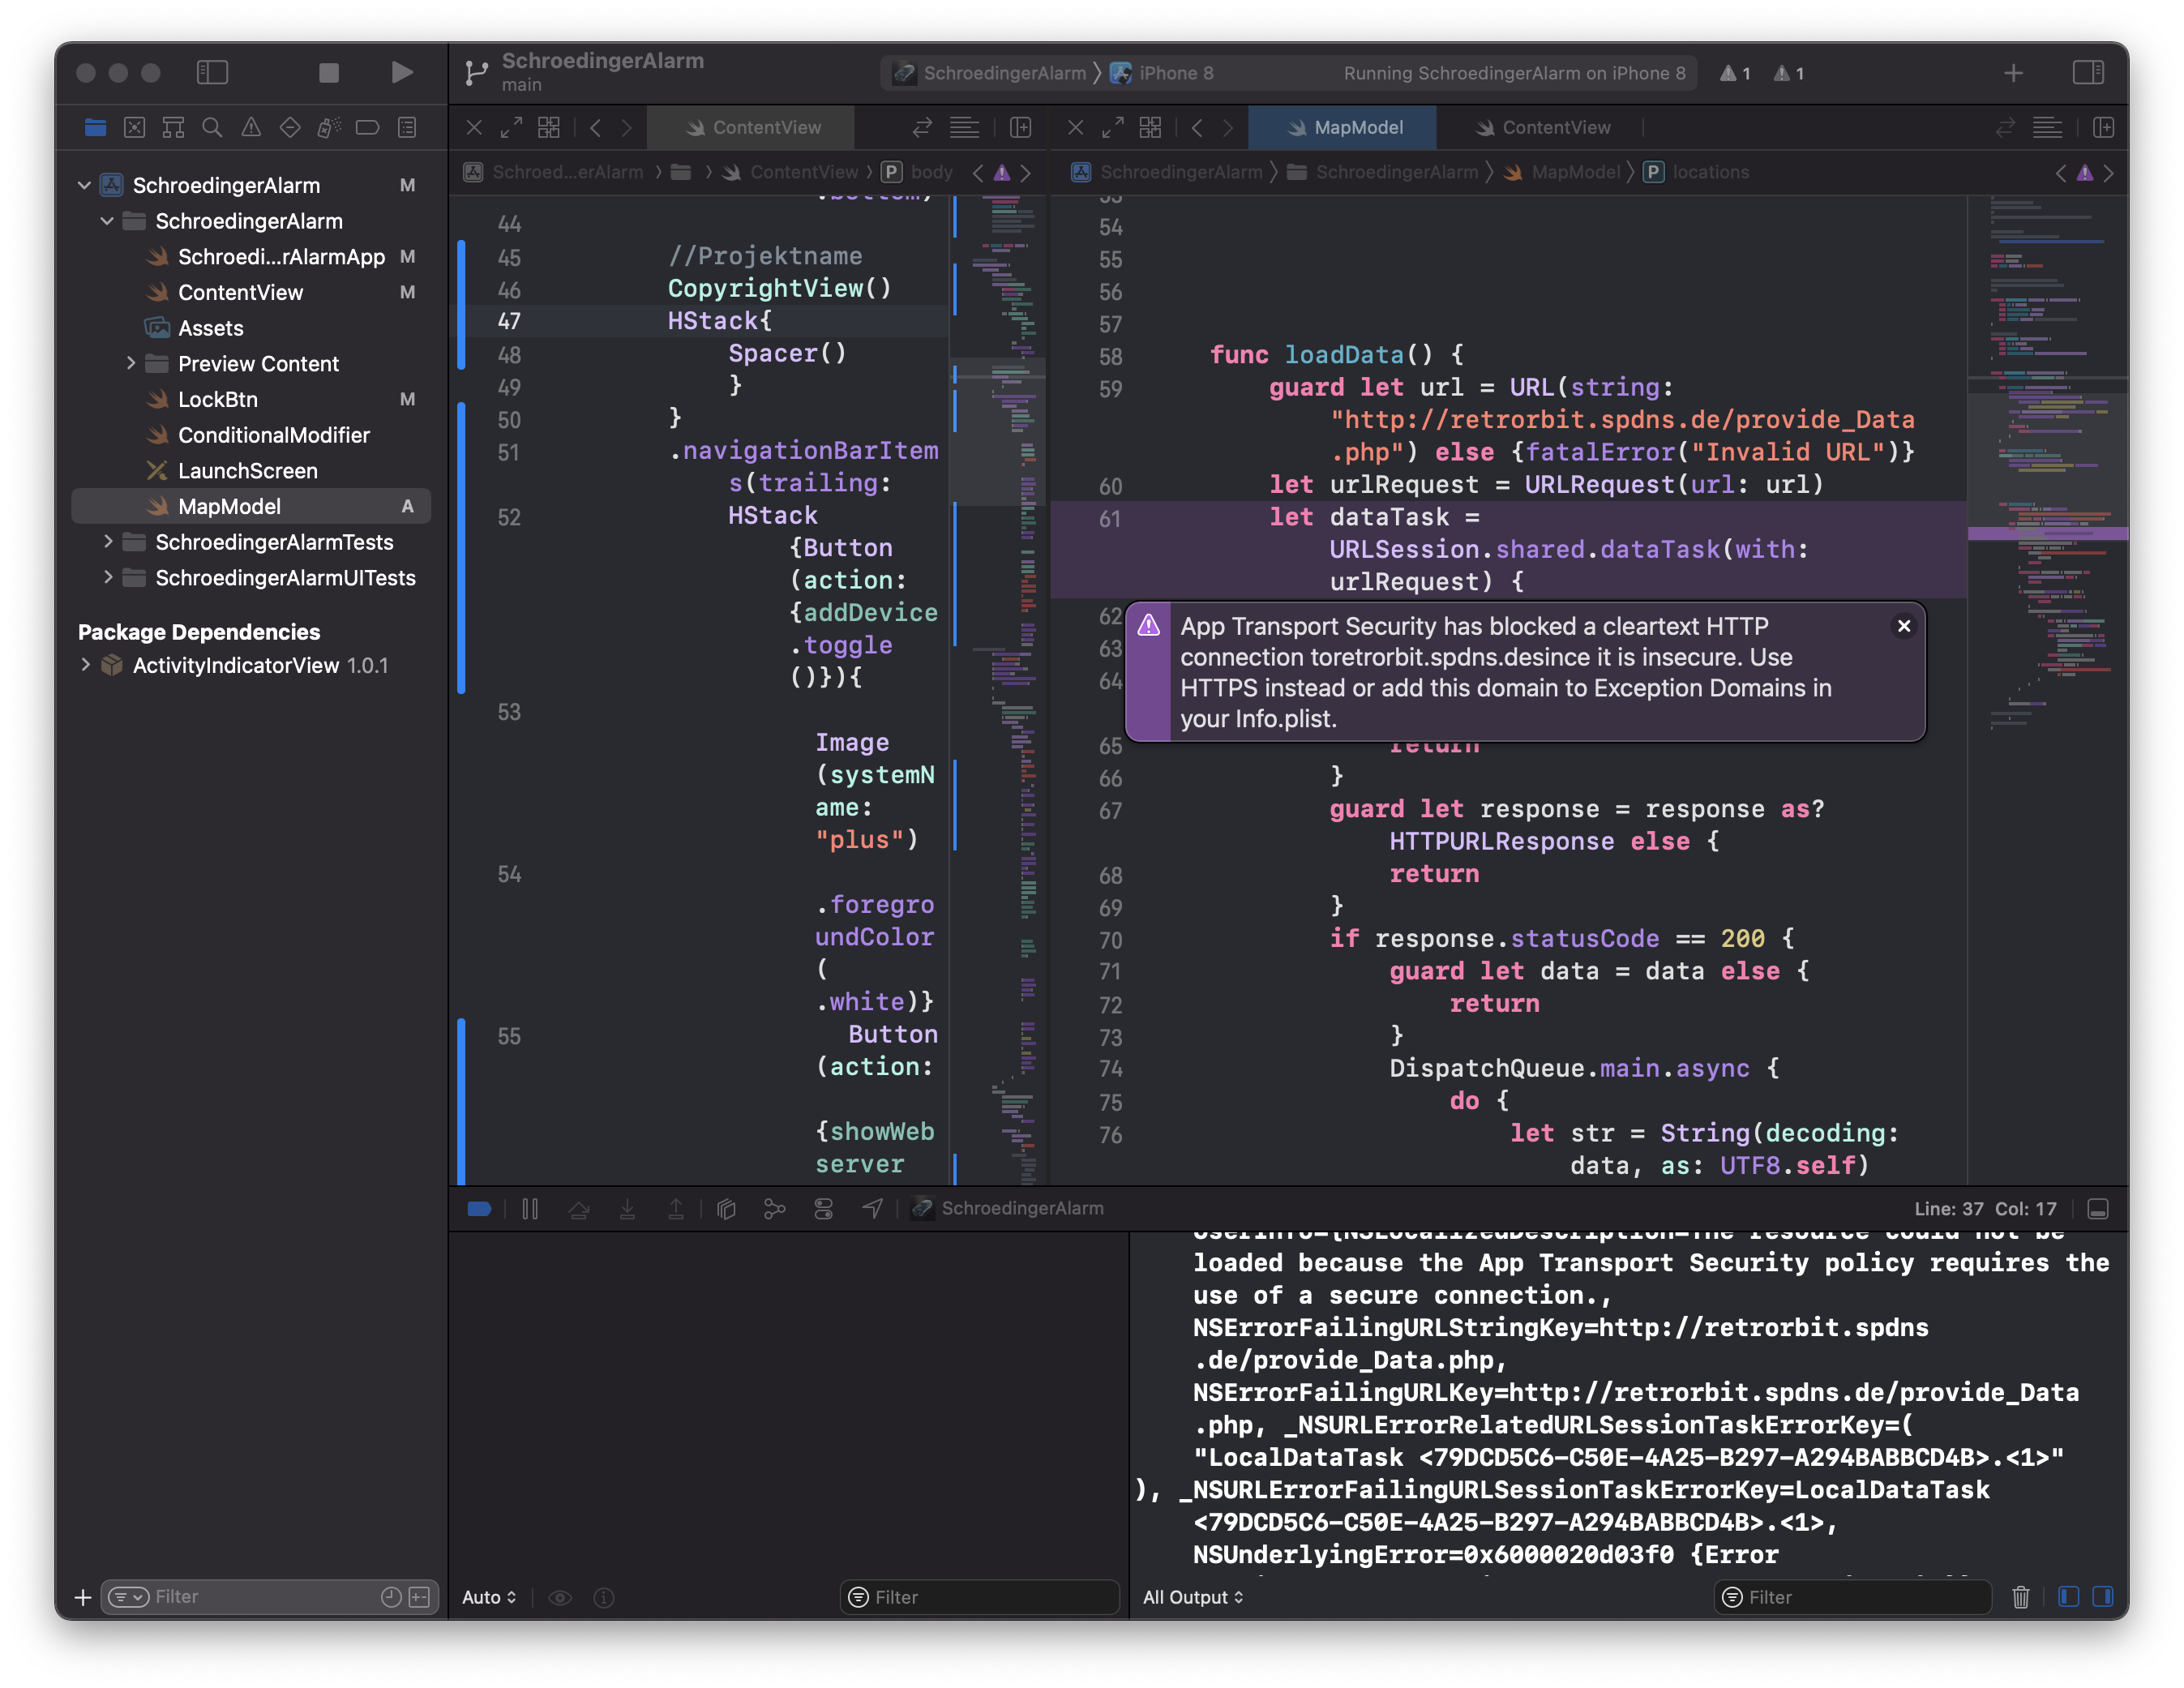 SchroedingerAlarm
main
SchroedingerAlarm
iPhone 8
Running SchroedingerAlarm on iPhone 8
1
1
ContentView
MapModel
ContentView
Schroed...erAlarm
ContentView
P
body
SchroedingerAlarm
SchroedingerAlarm
MapModel
P
locations
SchroedingerAlarm M
SchroedingerAlarm
Schroedi...rAlarmApp M
ContentView M
Assets
Preview Content
LockBtn M
ConditionalModifier
LaunchScreen
MapModel A
SchroedingerAlarmTests
SchroedingerAlarmUITests
Package Dependencies
ActivityIndicatorView 1.0.1
Filter
.bottom)
44
45 //Projektname
46 CopyrightView()
47 HStack{
48 Spacer()
49 }
50 }
51 .navigationBarItem
s(trailing:
52 HStack
{Button
(action:
{addDevice
.toggle
()}){
53
Image
(systemN
ame:
"plus")
54
.foregro
undColor
(
.white)}
55 Button
(action:
{showWeb
server
53
54
55
56
57
58 func loadData() {
59 guard let url = URL(string:
"http://retrorbit.spdns.de/provide_Data
.php") else {fatalError("Invalid URL")}
60 let urlRequest = URLRequest(url: url)
61 let dataTask =
URLSession.shared.dataTask(with:
urlRequest) {
62
63
64
App Transport Security has blocked a cleartext HTTP
connection toretrorbit.spdns.desince it is insecure. Use
HTTPS instead or add this domain to Exception Domains in
your Info.plist.
65 return
66 }
67 guard let response = response as?
HTTPURLResponse else {
68 return
69 }
70 if response.statusCode == 200 {
71 guard let data = data else {
72 return
73 }
74 DispatchQueue.main.async {
75 do {
76 let str = String(decoding:
data, as: UTF8.self)
SchroedingerAlarm
Line: 37 Col: 17
UserInfo={NSLocalizedDescription=The resource could not be
loaded because the App Transport Security policy requires the
use of a secure connection.,
NSErrorFailingURLStringKey=http://retrorbit.spdns
.de/provide_Data.php,
NSErrorFailingURLKey=http://retrorbit.spdns.de/provide_Data
.php, _NSURLErrorRelatedURLSessionTaskErrorKey=(
"LocalDataTask <79DCD5C6-C50E-4A25-B297-A294BABBCD4B>.<1>"
), _NSURLErrorFailingURLSessionTaskErrorKey=LocalDataTask
<79DCD5C6-C50E-4A25-B297-A294BABBCD4B>.<1>,
NSUnderlyingError=0x6000020d03f0 {Error
Auto
Filter
All Output
Filter